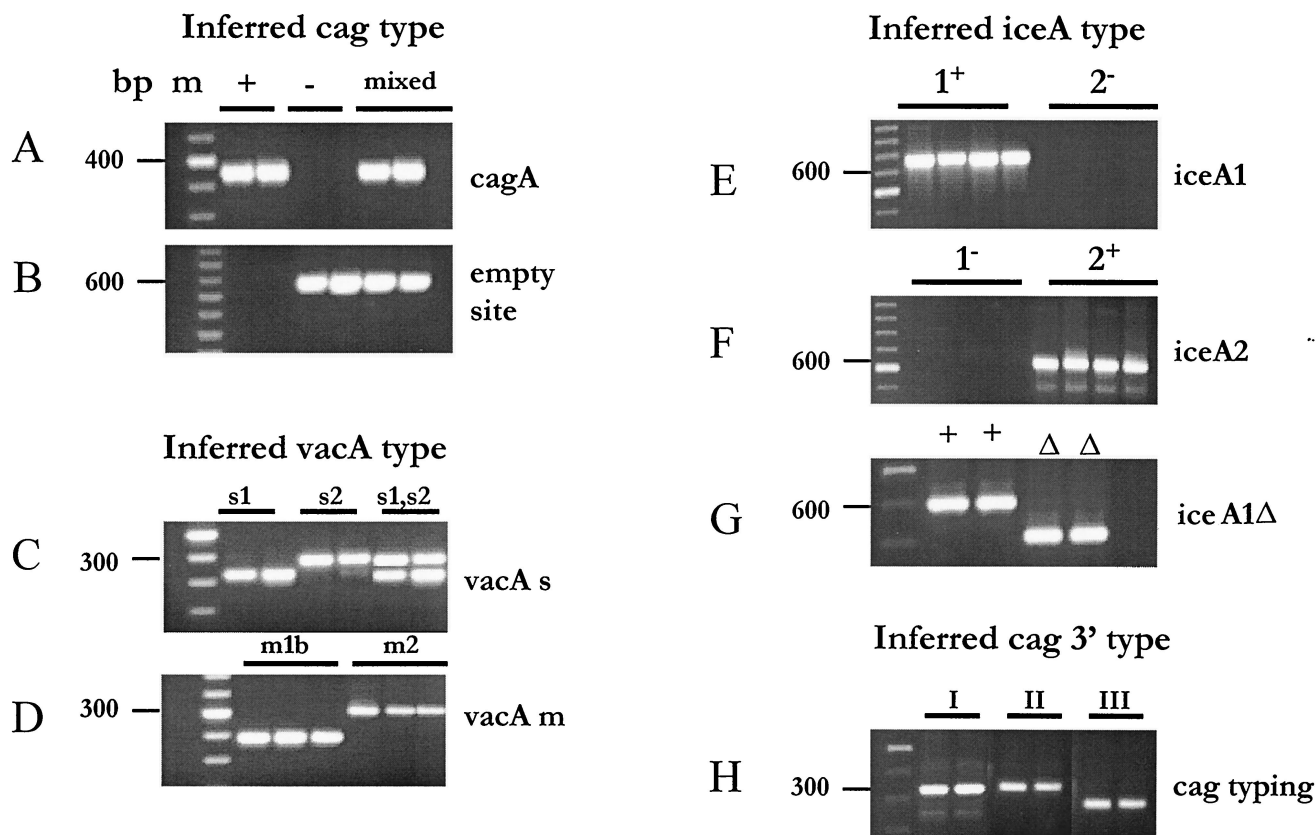 Inferred cag type
bp m + - mixed
A 400 cagA
B 600 empty
site
Inferred vacA type
s1 s2 s1,s2
C 300 vacA s
m1b m2
D 300 vacA m
Inferred iceA type
1+ 2-
E 600 iceA1
1- 2+
F 600 iceA2
+ + Δ Δ
G 600 ice A1Δ
Inferred cag 3’ type
I II III
H 300 cag typing